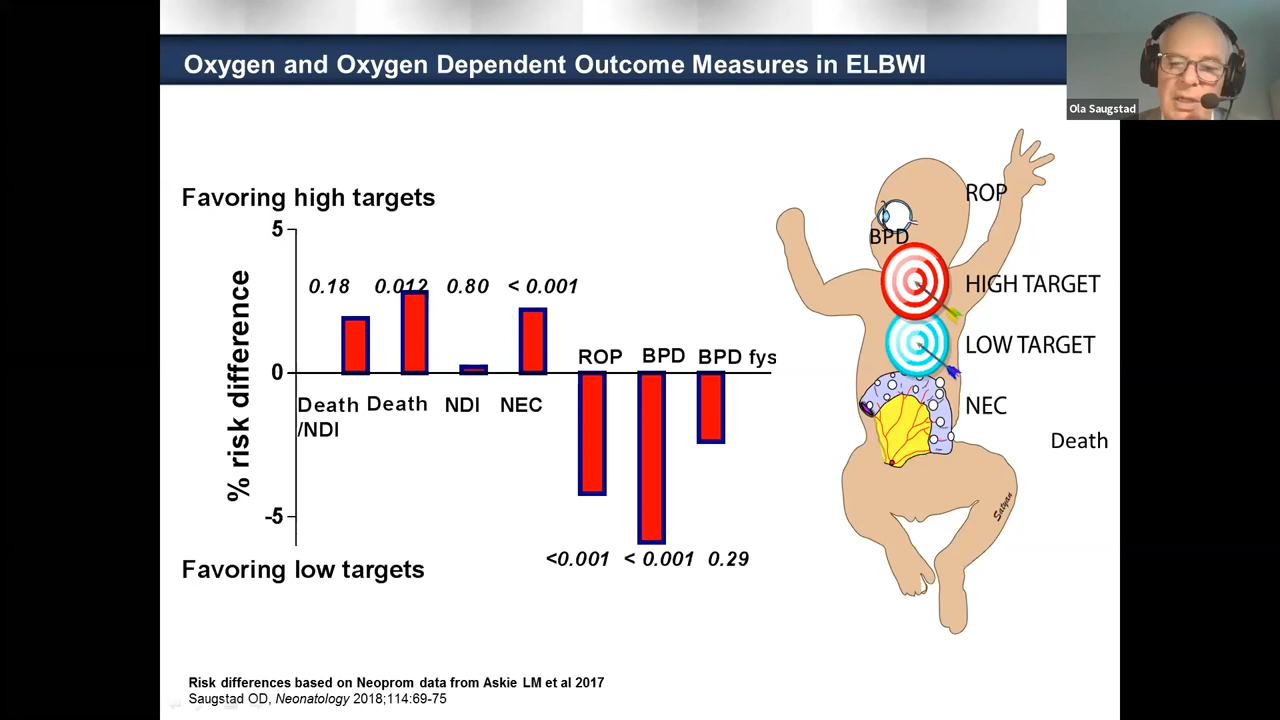 Oxygen and Oxygen Dependent Outcome Measures in ELBWI
Ola Saugstad
Favoring high targets
5
0.18 0.012 0.80 < 0.001
% risk difference
ROP BPD BPD fys
0
Death Death NDI NEC
/NDI
-5
<0.001 < 0.001 0.29
Favoring low targets
ROP
BPD
HIGH TARGET
LOW TARGET
NEC
Death
Satyan
Risk differences based on Neoprom data from Askie LM et al 2017
Saugstad OD, Neonatology 2018;114:69-75